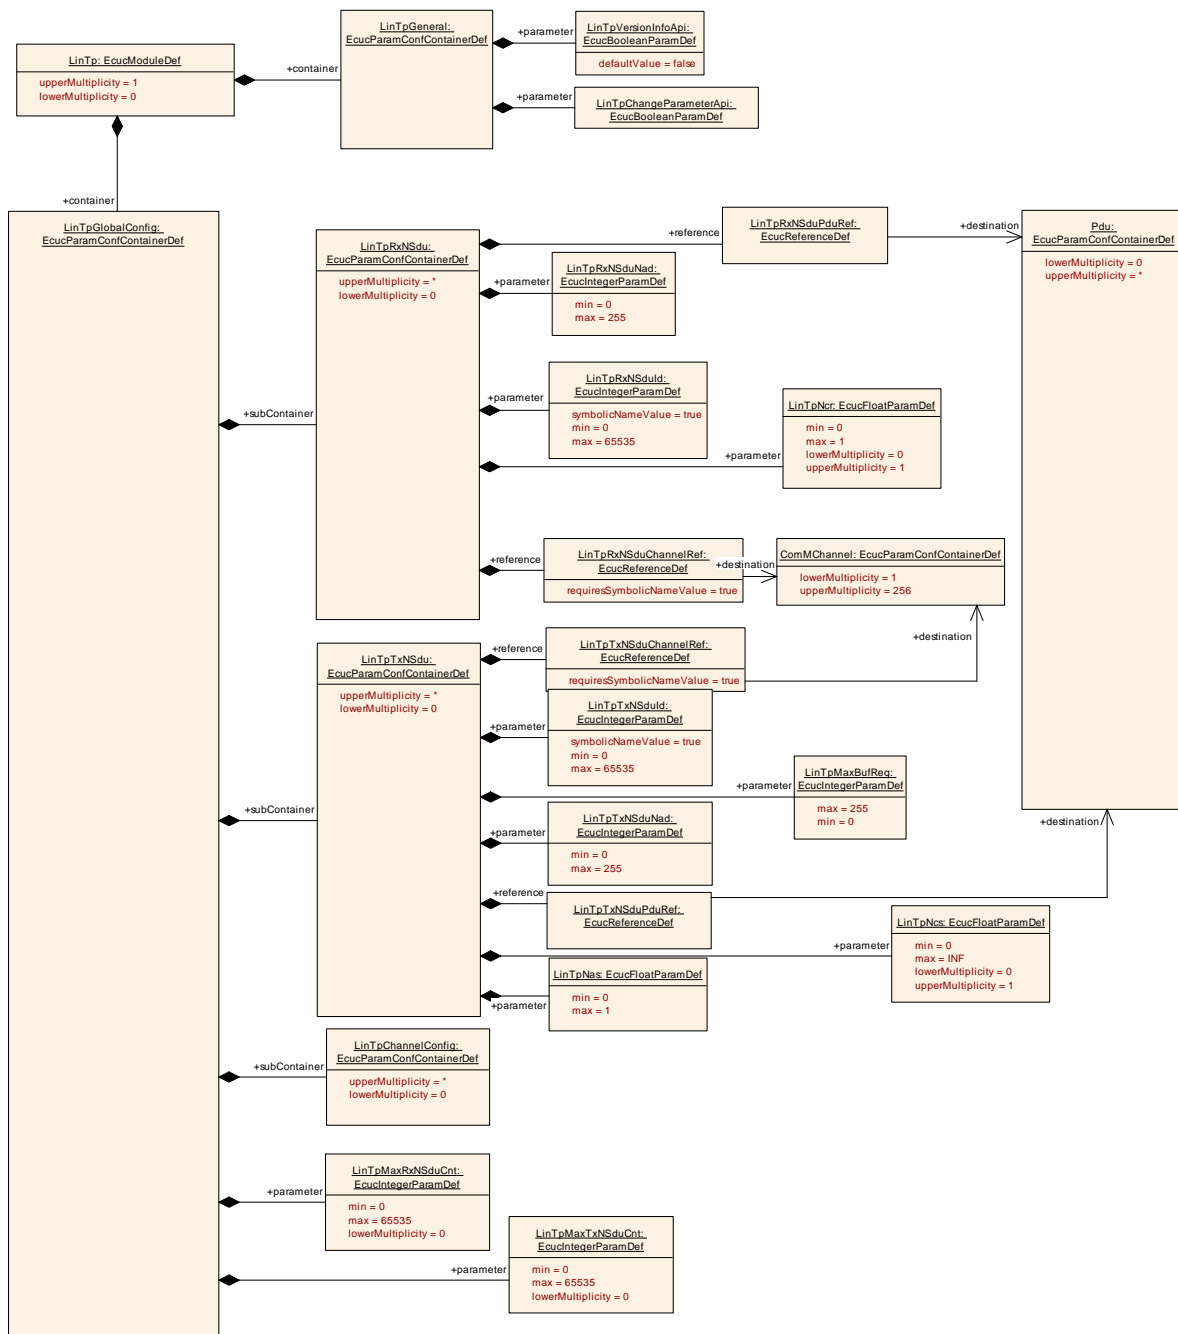 LinTpGeneral:
EcucParamConfContainerDef
+parameter
LinTpVersionInfoApi:
EcucBooleanParamDef
defaultValue = false
LinTp: EcucModuleDef
upperMultiplicity = 1
lowerMultiplicity = 0
+container
+parameter
LinTpChangeParameterApi:
EcucBooleanParamDef
+container
LinTpGlobalConfig:
EcucParamConfContainerDef
LinTpRxNSdu:
EcucParamConfContainerDef
upperMultiplicity = *
lowerMultiplicity = 0
+reference
LinTpRxNSduPduRef:
EcucReferenceDef
+destination
Pdu:
EcucParamConfContainerDef
lowerMultiplicity = 0
upperMultiplicity = *
+parameter
LinTpRxNSduNad:
EcucIntegerParamDef
min = 0
max = 255
+parameter
LinTpRxNSduId:
EcucIntegerParamDef
symbolicNameValue = true
min = 0
max = 65535
+subContainer
+parameter
LinTpNcr: EcucFloatParamDef
min = 0
max = 1
lowerMultiplicity = 0
upperMultiplicity = 1
+reference
LinTpRxNSduChannelRef:
EcucReferenceDef
requiresSymbolicNameValue = true
+destination
ComMChannel: EcucParamConfContainerDef
lowerMultiplicity = 1
upperMultiplicity = 256
+destination
LinTpTxNSdu:
EcucParamConfContainerDef
upperMultiplicity = *
lowerMultiplicity = 0
+reference
LinTpTxNSduChannelRef:
EcucReferenceDef
requiresSymbolicNameValue = true
+parameter
LinTpTxNSduId:
EcucIntegerParamDef
symbolicNameValue = true
min = 0
max = 65535
+parameter
LinTpMaxBufReq:
EcucIntegerParamDef
max = 255
min = 0
+subContainer
+parameter
LinTpTxNSduNad:
EcucIntegerParamDef
min = 0
max = 255
+destination
+reference
LinTpTxNSduPduRef:
EcucReferenceDef
+parameter
LinTpNcs: EcucFloatParamDef
min = 0
max = INF
lowerMultiplicity = 0
upperMultiplicity = 1
+parameter
LinTpNas: EcucFloatParamDef
min = 0
max = 1
+subContainer
LinTpChannelConfig:
EcucParamConfContainerDef
upperMultiplicity = *
lowerMultiplicity = 0
+parameter
LinTpMaxRxNSduCnt:
EcucIntegerParamDef
min = 0
max = 65535
lowerMultiplicity = 0
+parameter
LinTpMaxTxNSduCnt:
EcucIntegerParamDef
min = 0
max = 65535
lowerMultiplicity = 0